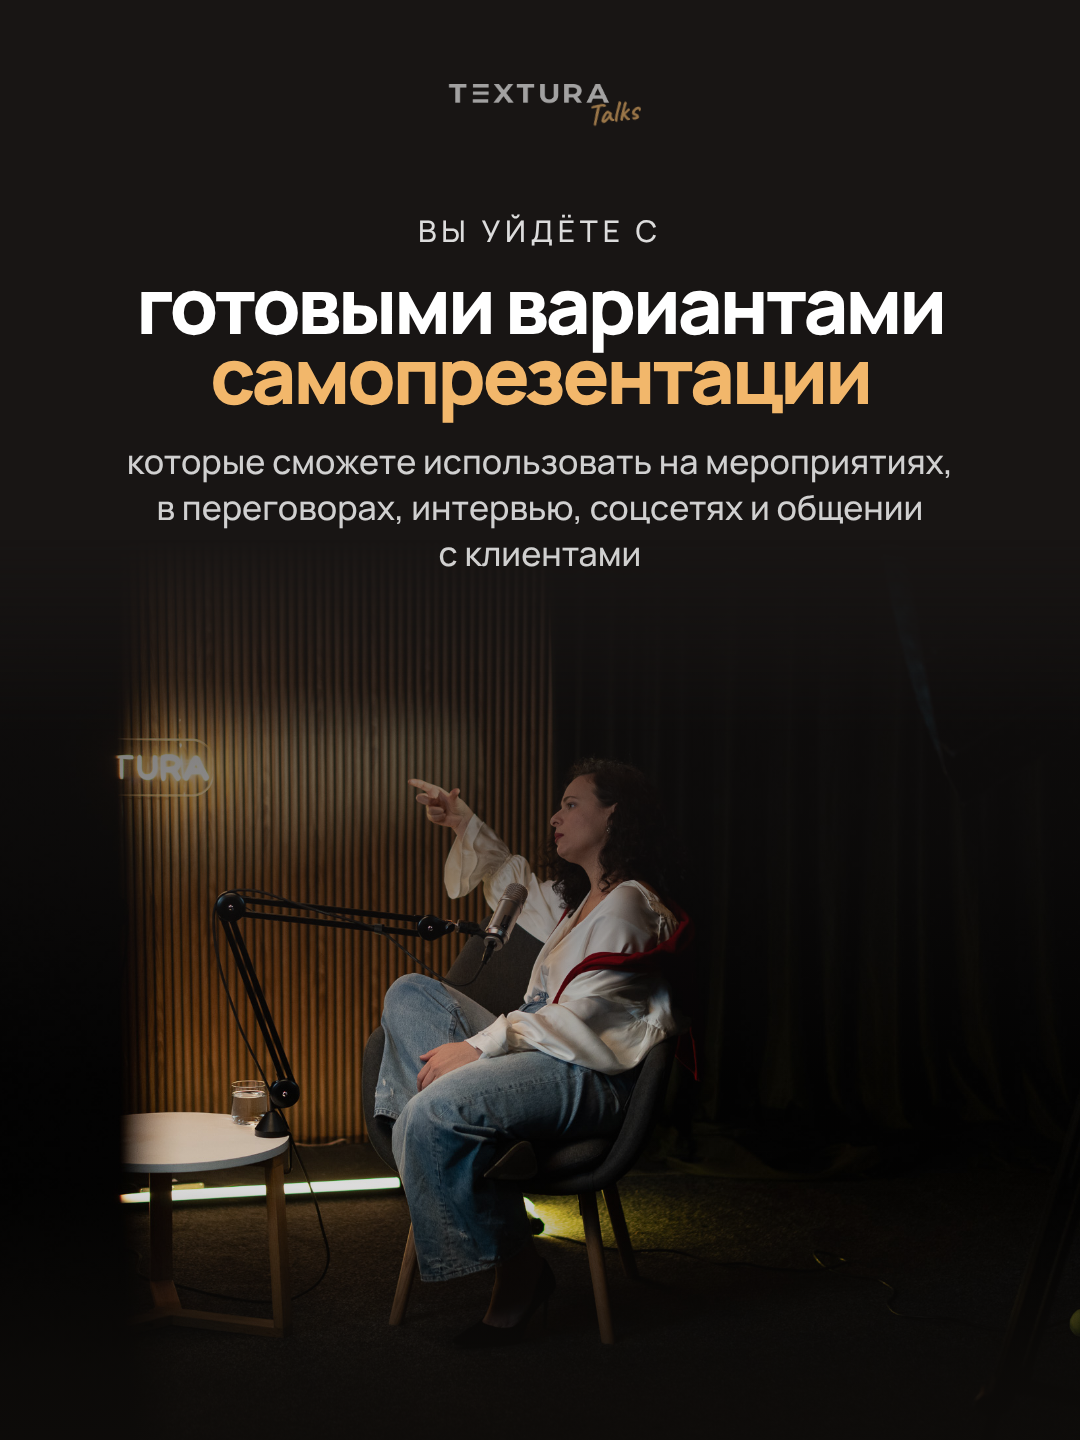 TEXTURA
Talks
ВЫ УЙДЁТЕ С
готовыми вариантами
самопрезентации
которые сможете использовать на мероприятиях,
в переговорах, интервью, соцсетях и общении
с клиентами
TURA